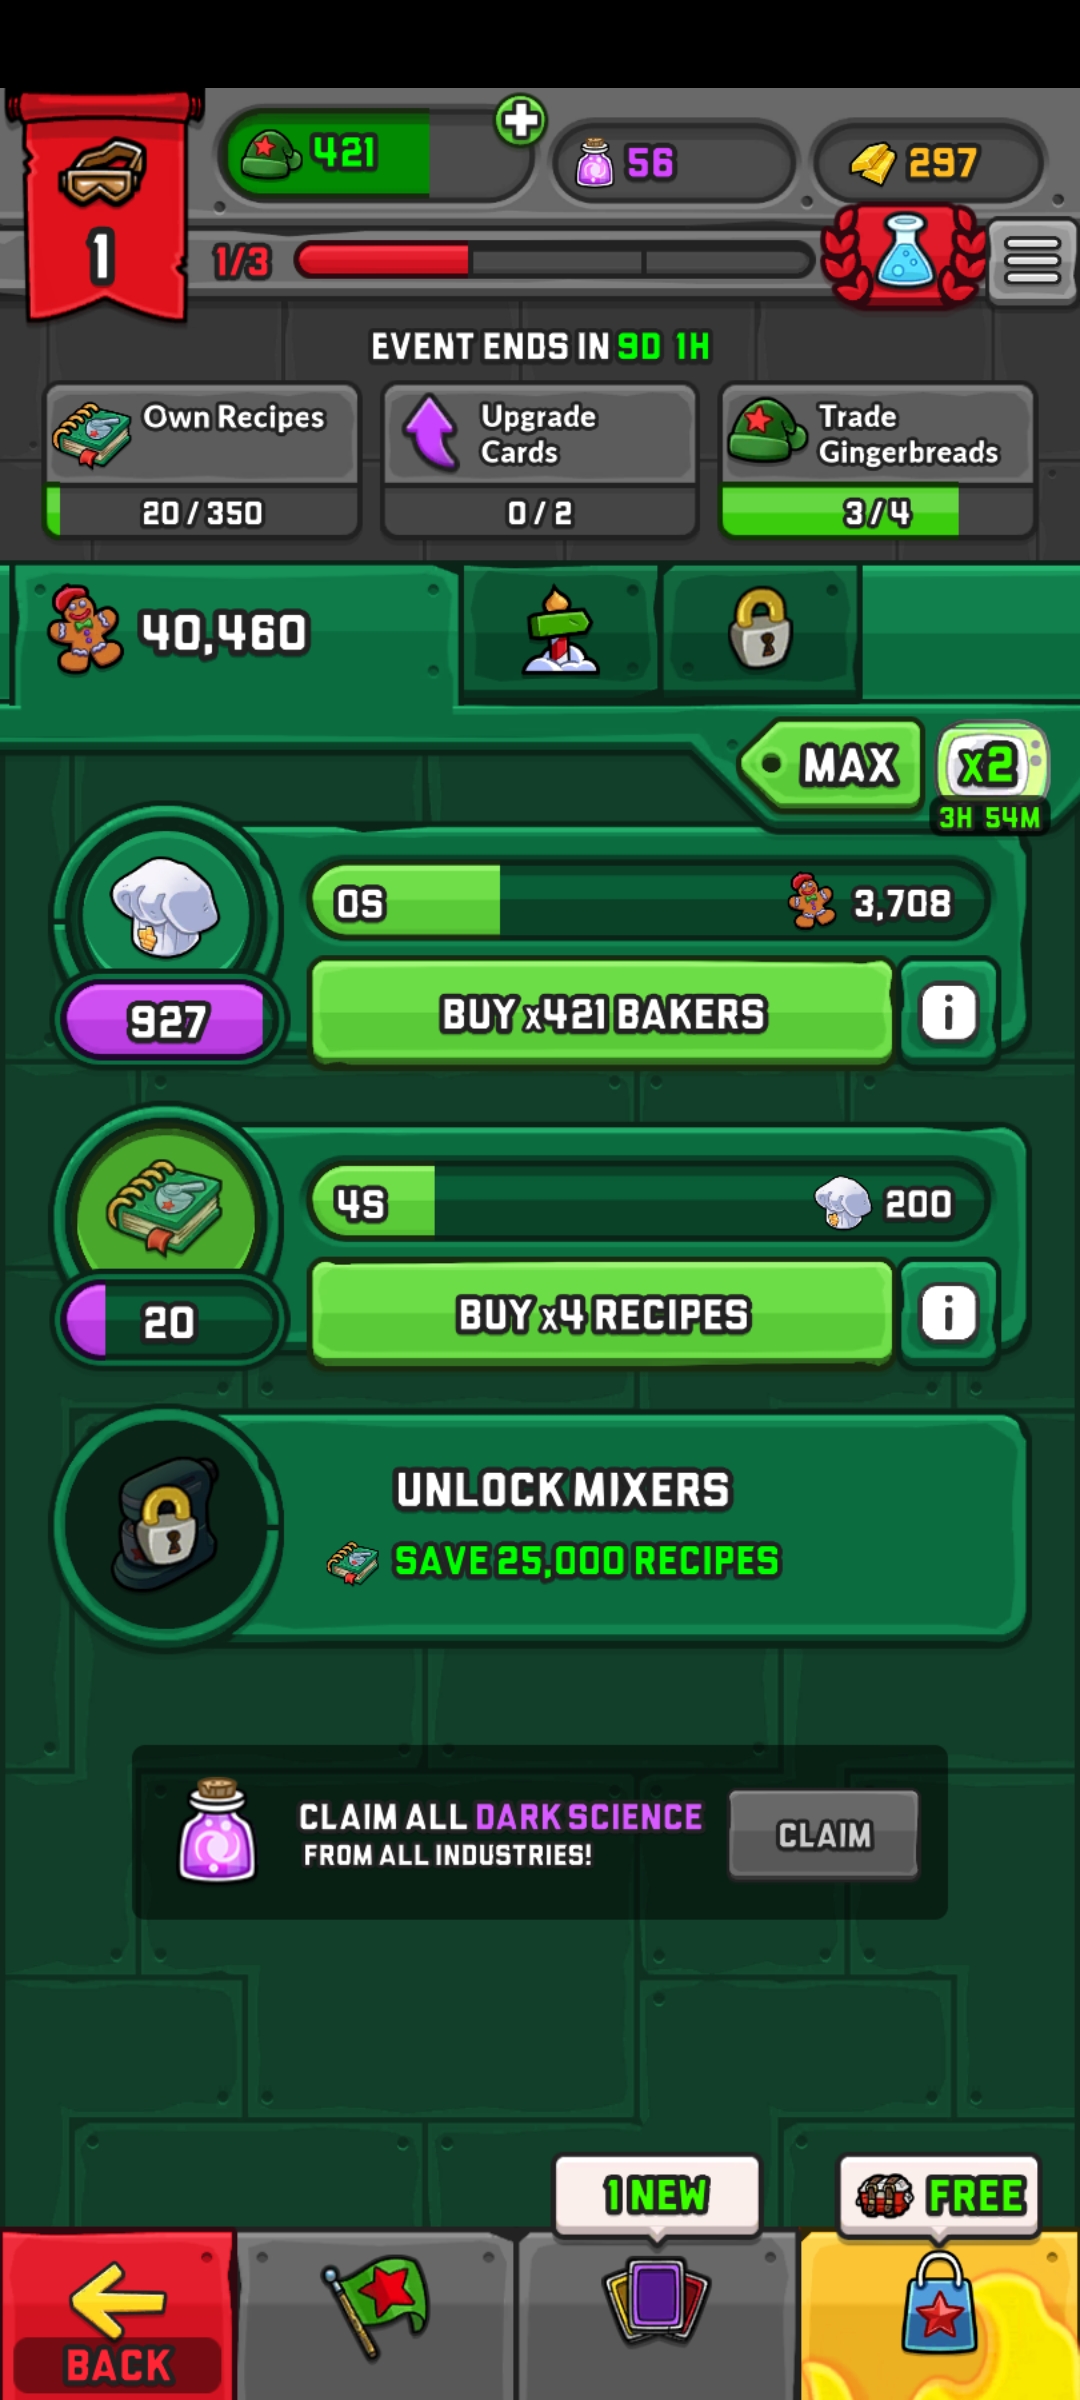 421
56
297
1
1/3
EVENT ENDS IN 9D 1H
Own Recipes
20/350
Upgrade
Cards
0/2
Trade
Gingerbreads
3/4
40,460
MAX
x2
3H 54M
0S
3,708
927
BUY x421 BAKERS
i
4S
200
20
BUY x4 RECIPES
i
UNLOCK MIXERS
SAVE 25,000 RECIPES
CLAIM ALL DARK SCIENCE
FROM ALL INDUSTRIES!
CLAIM
1 NEW
FREE
BACK